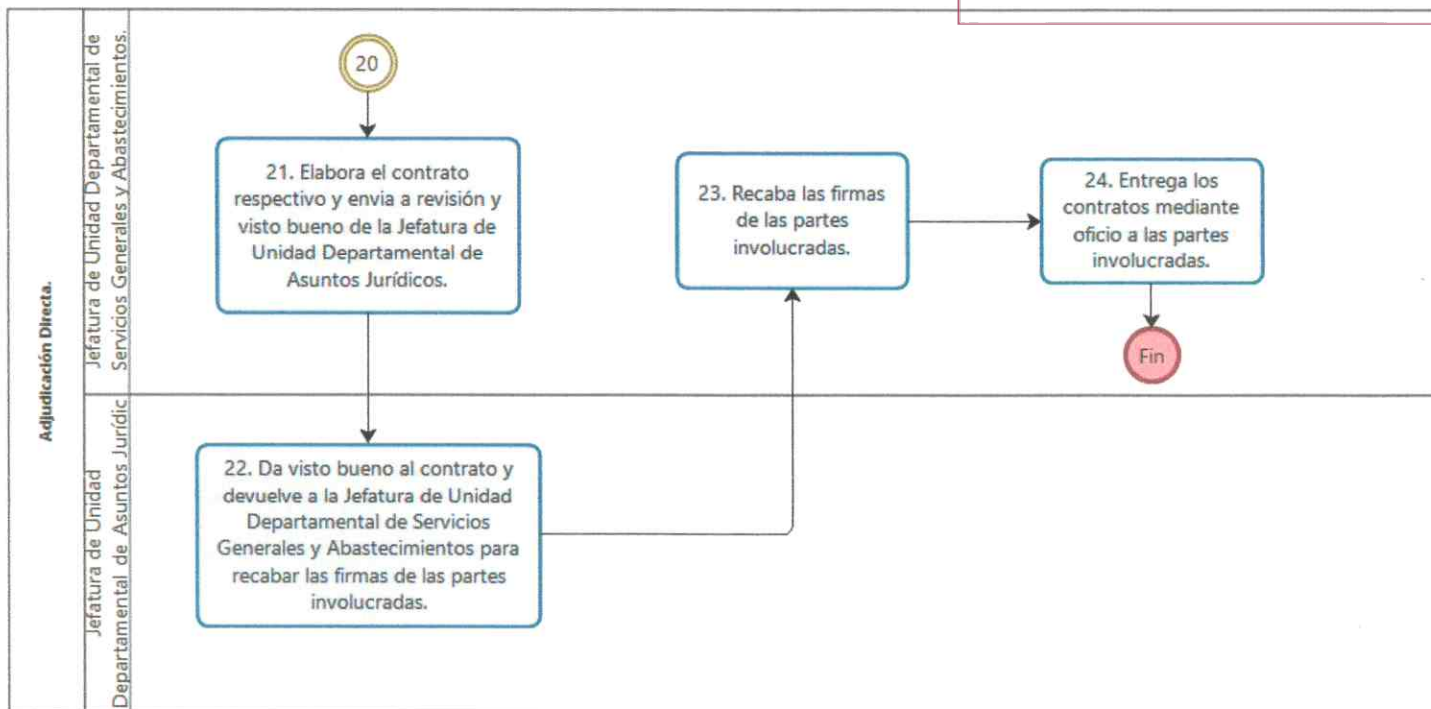 Adjudicación Directa.
Jefatura de Unidad Departamental de
Servicios Generales y Abastecimientos.
20
21. Elabora el contrato
respectivo y envia a revisión y
visto bueno de la Jefatura de
Unidad Departamental de
Asuntos Jurídicos.
23. Recaba las firmas
de las partes
involucradas.
24. Entrega los
contratos mediante
oficio a las partes
involucradas.
Fin
Jefatura de Unidad
Departamental de Asuntos Jurídic
22. Da visto bueno al contrato y
devuelve a la Jefatura de Unidad
Departamental de Servicios
Generales y Abastecimientos para
recabar las firmas de las partes
involucradas.